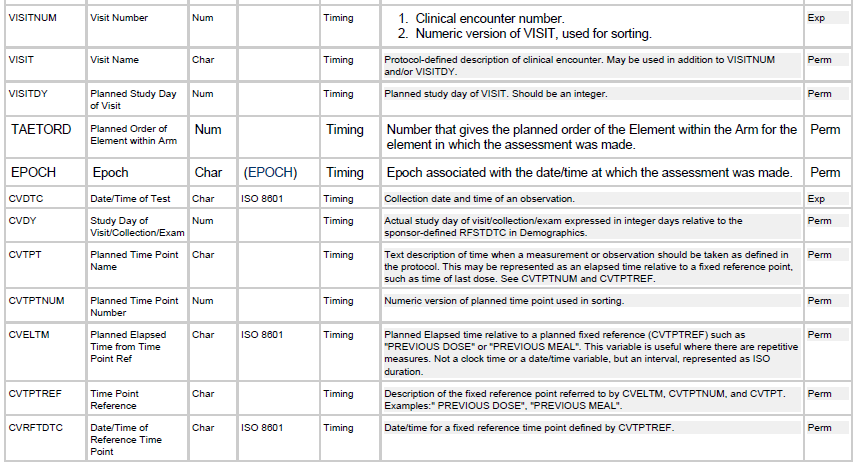 VISITNUM Visit Number Num Timing 1. Clinical encounter number. Exp
2. Numeric version of VISIT, used for sorting.
VISIT Visit Name Char Timing Protocol-defined description of clinical encounter. May be used in addition to VISITNUM Perm
and/or VISITDY.
VISITDY Planned Study Day Num Timing Planned study day of VISIT. Should be an integer. Perm
of Visit
TAETORD Planned Order of Num Timing Number that gives the planned order of the Element within the Arm for the Perm
Element within Arm element in which the assessment was made.
EPOCH Epoch Char (EPOCH) Timing Epoch associated with the date/time at which the assessment was made. Perm
CVDTC Date/Time of Test Char ISO 8601 Timing Collection date and time of an observation. Exp
CVDY Study Day of Num Timing Actual study day of visit/collection/exam expressed in integer days relative to the Perm
Visit/Collection/Exam sponsor-defined RFSTDTC in Demographics.
CVTPT Planned Time Point Char Timing Text description of time when a measurement or observation should be taken as defined in Perm
Name the protocol. This may be represented as an elapsed time relative to a fixed reference point,
such as time of last dose. See CVTPTNUM and CVTPTREF.
CVTPTNUM Planned Time Point Num Timing Numeric version of planned time point used in sorting. Perm
Number
CVELTM Planned Elapsed Char ISO 8601 Timing Planned Elapsed time relative to a planned fixed reference (CVTPTREF) such as Perm
Time from Time "PREVIOUS DOSE" or "PREVIOUS MEAL". This variable is useful where there are repetitive
Point Ref measures. Not a clock time or a date/time variable, but an interval, represented as ISO
duration.
CVTPTREF Time Point Char Timing Description of the fixed reference point referred to by CVELTM, CVTPTNUM, and CVTPT. Perm
Reference Examples:" PREVIOUS DOSE", "PREVIOUS MEAL".
CVRFTDTC Date/Time of Char ISO 8601 Timing Date/time for a fixed reference time point defined by CVTPTREF. Perm
Reference Time
Point